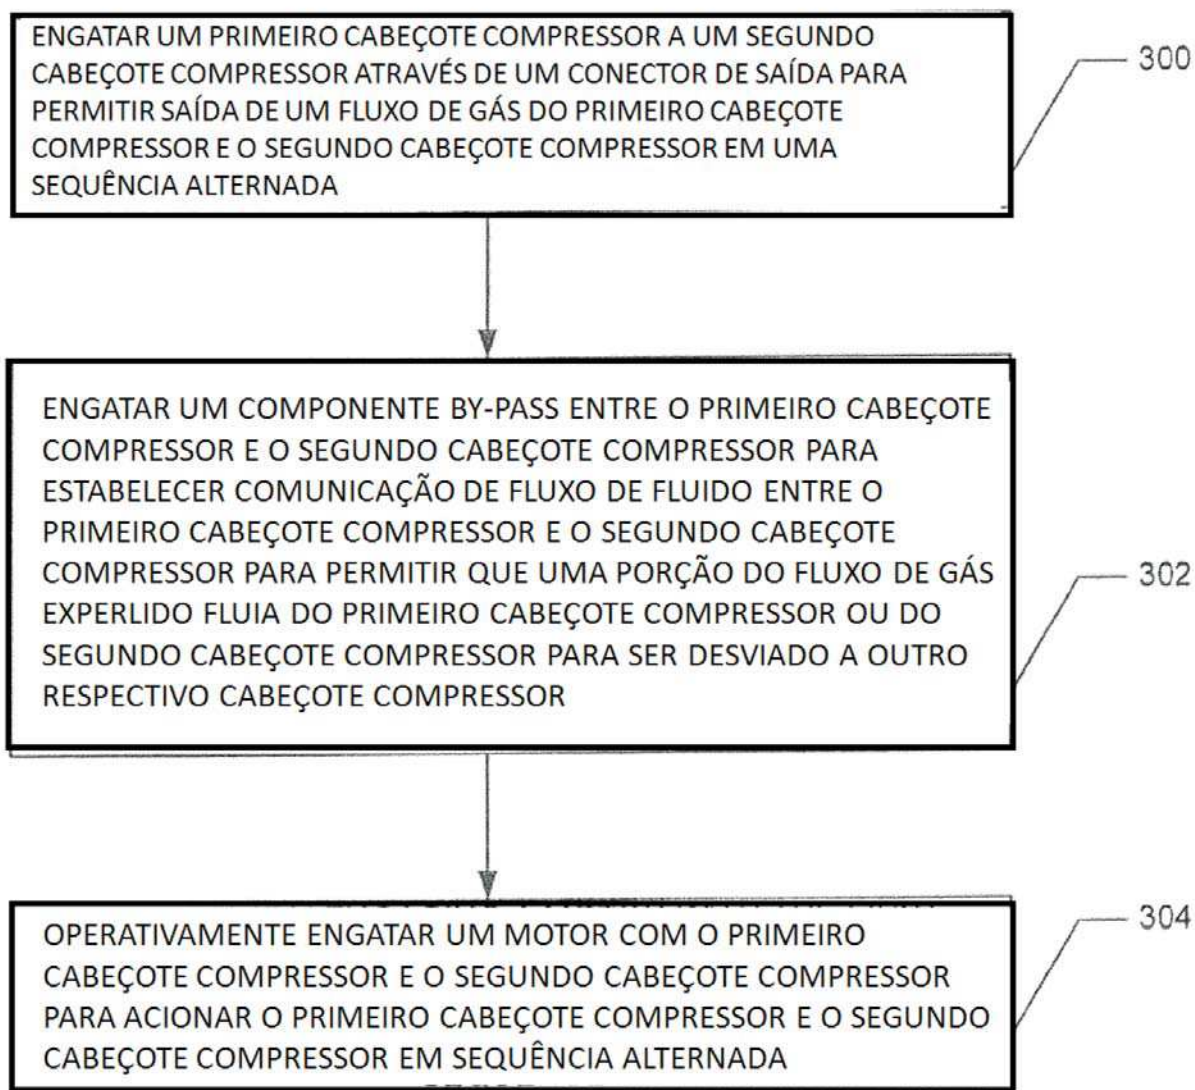 ENGATAR UM PRIMEIRO CABEÇOTE COMPRESSOR A UM SEGUNDO
CABEÇOTE COMPRESSOR ATRAVÉS DE UM CONECTOR DE SAÍDA PARA
PERMITIR SAÍDA DE UM FLUXO DE GÁS DO PRIMEIRO CABEÇOTE
COMPRESSOR E O SEGUNDO CABEÇOTE COMPRESSOR EM UMA
SEQUÊNCIA ALTERNADA
300
ENGATAR UM COMPONENTE BY-PASS ENTRE O PRIMEIRO CABEÇOTE
COMPRESSOR E O SEGUNDO CABEÇOTE COMPRESSOR PARA
ESTABELECER COMUNICAÇÃO DE FLUXO DE FLUIDO ENTRE O
PRIMEIRO CABEÇOTE COMPRESSOR E O SEGUNDO CABEÇOTE
COMPRESSOR PARA PERMITIR QUE UMA PORÇÃO DO FLUXO DE GÁS
EXPERLIDO FLUIA DO PRIMEIRO CABEÇOTE COMPRESSOR OU DO
SEGUNDO CABEÇOTE COMPRESSOR PARA SER DESVIADO A OUTRO
RESPECTIVO CABEÇOTE COMPRESSOR
302
OPERATIVAMENTE ENGATAR UM MOTOR COM O PRIMEIRO
CABEÇOTE COMPRESSOR E O SEGUNDO CABEÇOTE COMPRESSOR
PARA ACIONAR O PRIMEIRO CABEÇOTE COMPRESSOR E O SEGUNDO
CABEÇOTE COMPRESSOR EM SEQUÊNCIA ALTERNADA
304